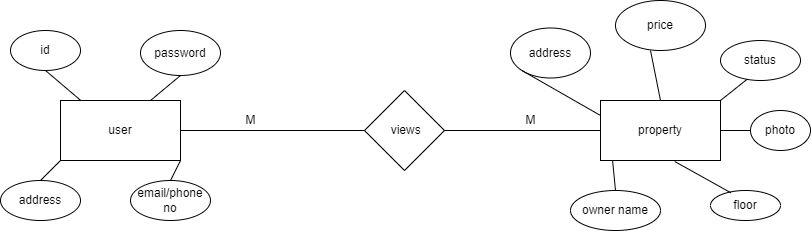 id
password
address
price
status
user
M
views
M
property
photo
address
email/phone
no
owner name
floor